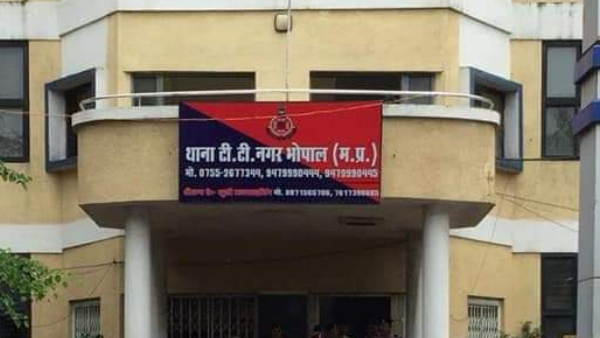 थाना टी.टी.नगर भोपाल (म.प्र.)
मो. 0755-2677344, 9479990444, 9479990445
मो.